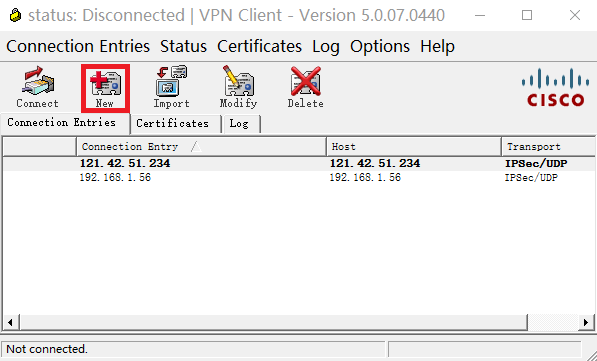 status: Disconnected | VPN Client - Version 5.0.07.0440
Connection Entries Status Certificates Log Options Help
Connect New Import Modify Delete
CISCO
Connection Entries Certificates Log
Connection Entry Host Transport
121.42.51.234 121.42.51.234 IPSec/UDP
192.168.1.56 192.168.1.56 IPSec/UDP
Not connected.